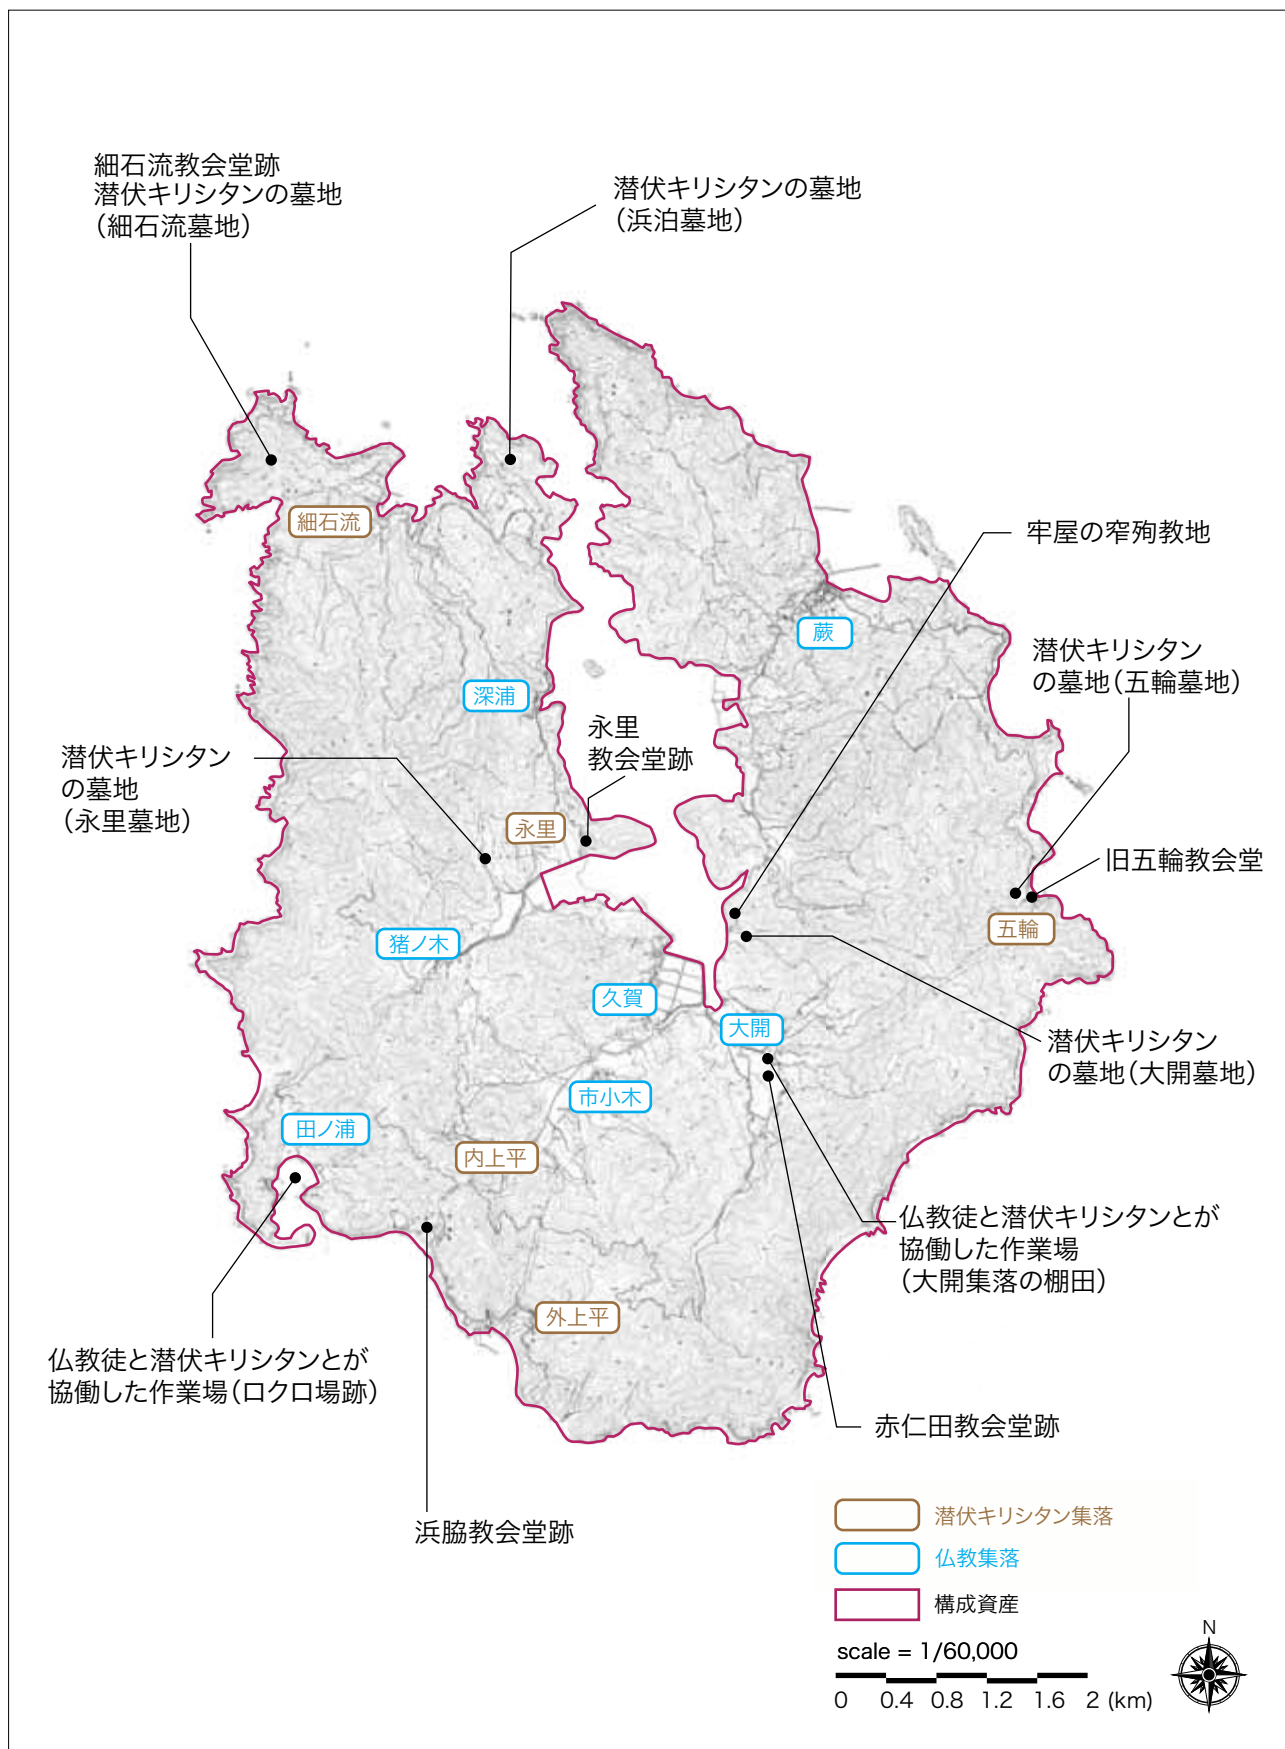 細石流教会堂跡
潜伏キリシタンの墓地
（細石流墓地）
潜伏キリシタンの墓地
（浜泊墓地）
細石流
牢屋の窄殉教地
蕨
潜伏キリシタン
の墓地（五輪墓地）
深浦
永里
教会堂跡
潜伏キリシタン
の墓地
（永里墓地）
永里
旧五輪教会堂
五輪
猪ノ木
久賀
大開
潜伏キリシタン
の墓地（大開墓地）
市小木
田ノ浦
内上平
仏教徒と潜伏キリシタンとが
協働した作業場
（大開集落の棚田）
外上平
仏教徒と潜伏キリシタンとが
協働した作業場（ロクロ場跡）
赤仁田教会堂跡
浜脇教会堂跡
潜伏キリシタン集落
仏教集落
構成資産
N
scale = 1/60,000
0 0.4 0.8 1.2 1.6 2 (km)